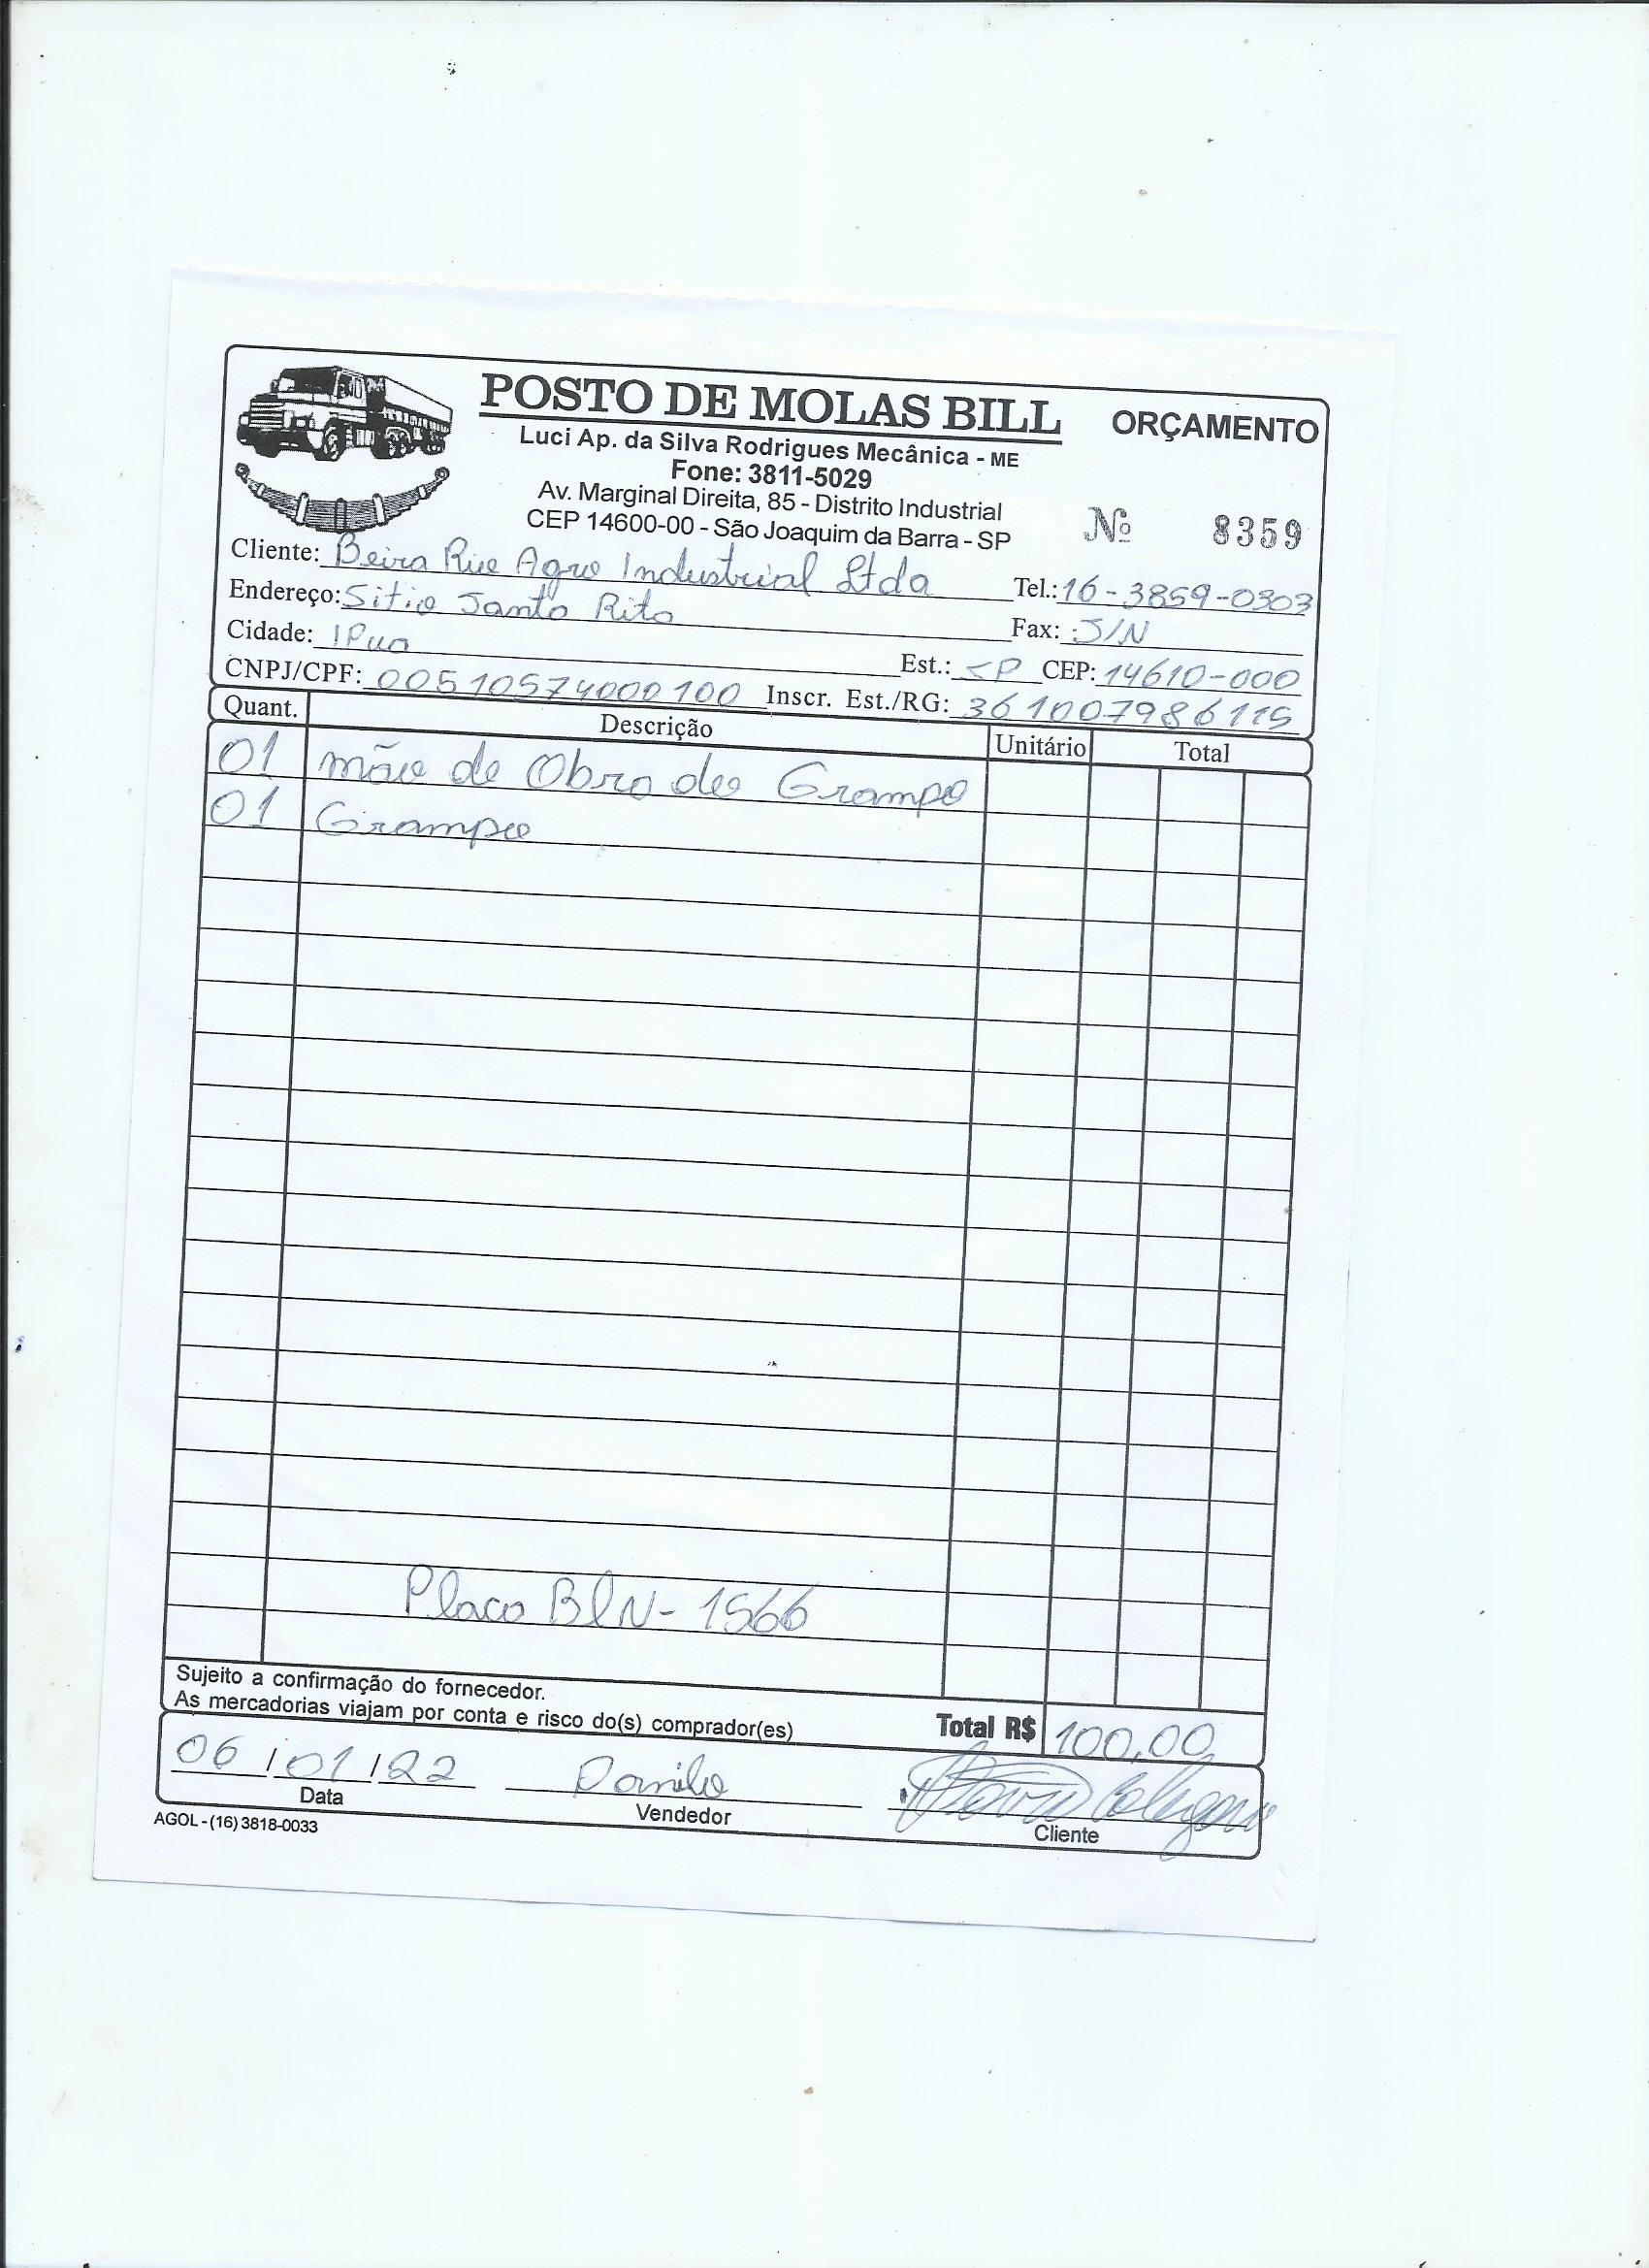 POSTO DE MOLAS BILL ORÇAMENTO
Luci Ap. da Silva Rodrigues Mecânica - ME
Fone: 3811-5029
Av. Marginal Direita, 85 - Distrito Industrial
CEP 14600-00 - São Joaquim da Barra - SP
Nº 8359
Cliente: Beira Rio Agro Industrial Ltda Tel.: 16-3859-0303
Endereço: Sitio Santa Rita Fax: S/N
Cidade: IPua Est.: SP CEP: 14610-000
CNPJ/CPF: 00510574000100 Inscr. Est./RG: 361007986115
Quant. Descrição Unitário Total
01 mão de Obra do Grampo
01 Grampo
Placa BLN-1566
Sujeito a confirmação do fornecedor.
As mercadorias viajam por conta e risco do(s) comprador(es) Total R$ 100,00
06/01/22 Danilo
Data Vendedor Cliente
AGOL - (16) 3818-0033